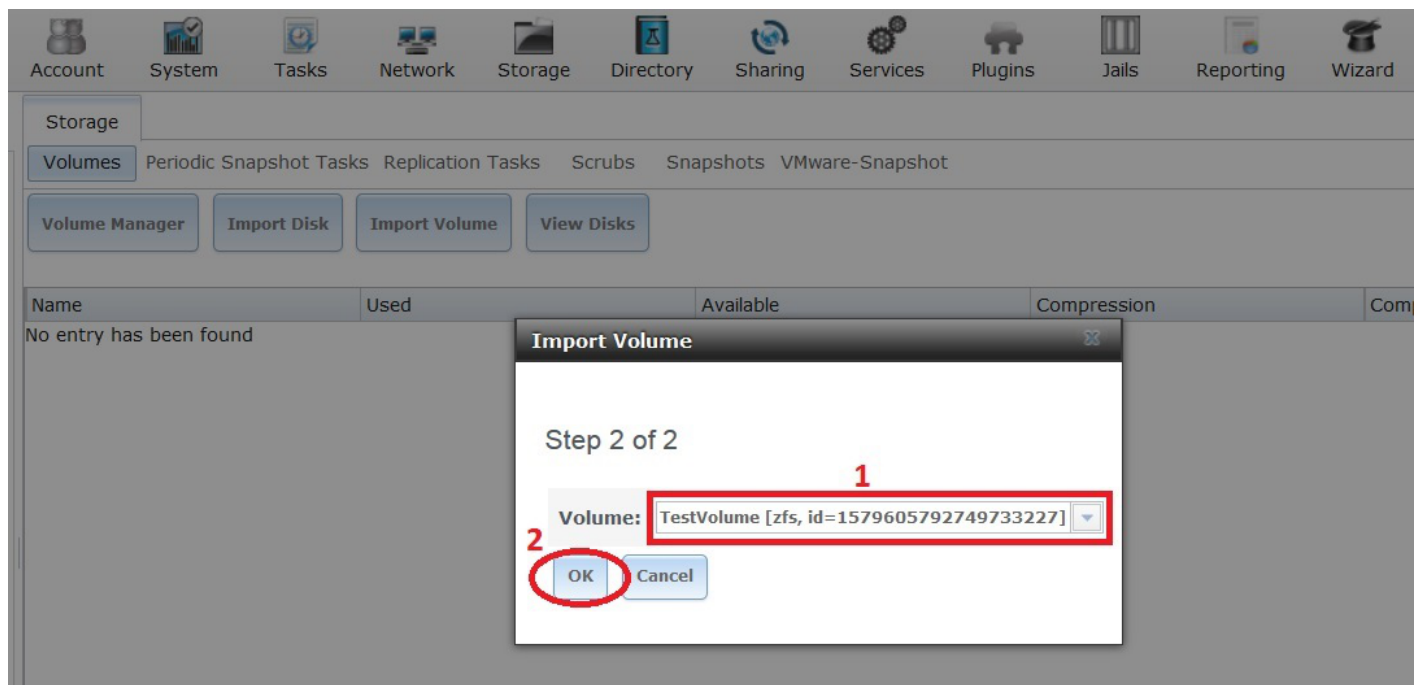 Account System Tasks Network Storage Directory Sharing Services Plugins Jails Reporting Wizard
Storage
Volumes Periodic Snapshot Tasks Replication Tasks Scrubs Snapshots VMware-Snapshot
Volume Manager Import Disk Import Volume View Disks
Name Used Available Compression Com
No entry has been found
Import Volume
Step 2 of 2
1
Volume: TestVolume [zfs, id=1579605792749733227]
2
OK Cancel